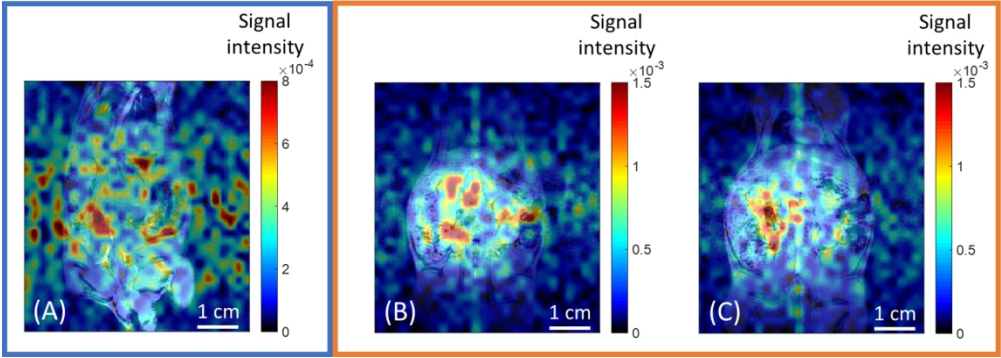 Signal
intensity
×10⁻⁴
8
6
4
2
0
(A)
1 cm
Signal
intensity
×10⁻³
1.5
1
0.5
0
(B)
1 cm
Signal
intensity
×10⁻³
1.5
1
0.5
0
(C)
1 cm